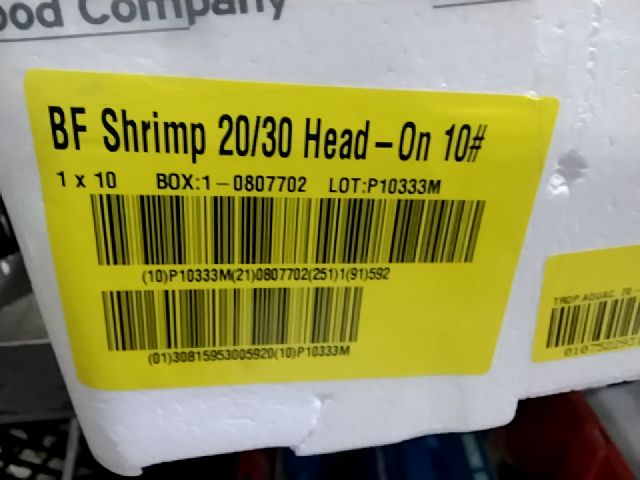 ood Company
BF Shrimp 20/30 Head-On 10#
1 x 10 BOX:1-0807702 LOT:P10333M
(10)P10333M(21)0807702(251)1(91)592
(01)30815953005920(10)P10333M
TROP.AQUAC. 20-